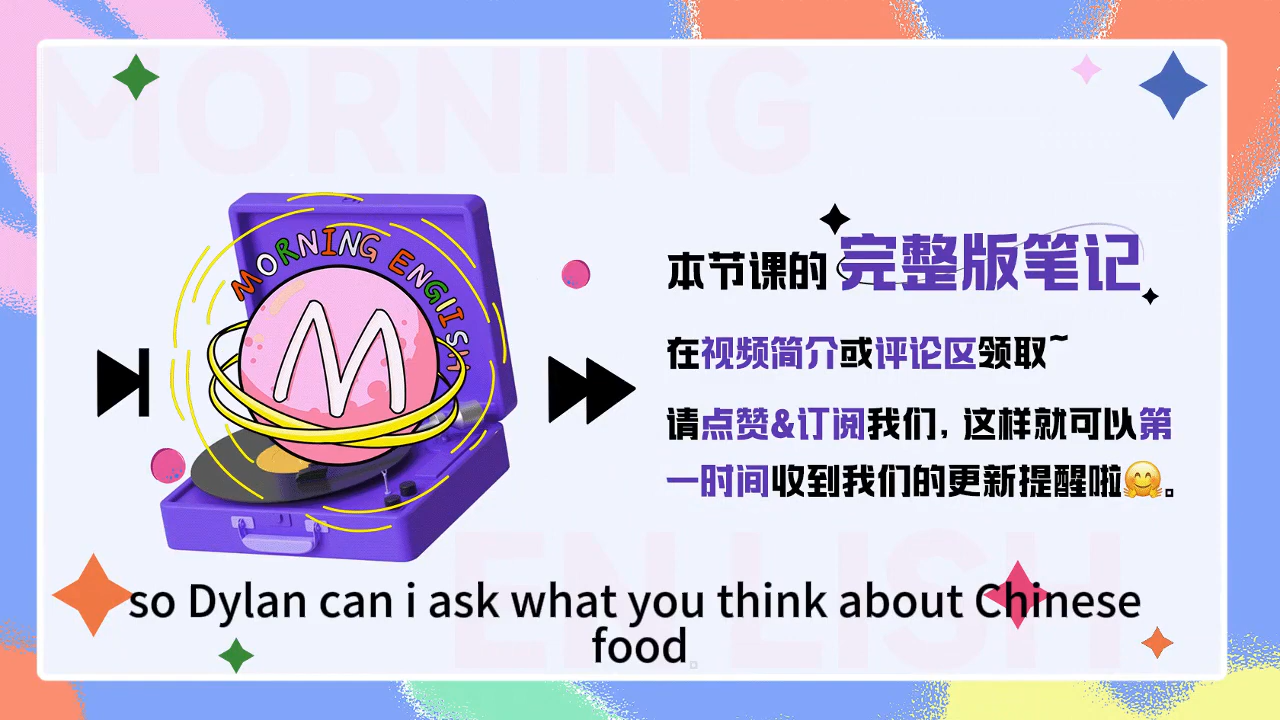 MORNING
MORNING ENGlISH
M
本节课的 完整版笔记
在视频简介或评论区领取~
请点赞&订阅我们，这样就可以第
一时间收到我们的更新提醒啦🤗。
ENGLISH
so Dylan can i ask what you think about Chinese
food。